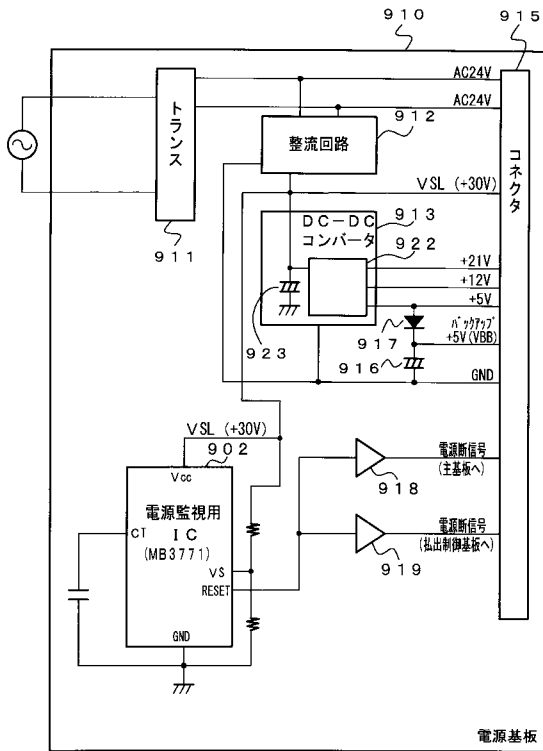 910
915
AC24V
AC24V
トランス
912
整流回路
コネクタ
VSL (+30V)
911
DC-DC
コンバータ
913
922
+21V
+12V
+5V
923
917
バックアップ
+5V(VBB)
916
GND
VSL (+30V)
902
Vcc
電源監視用
IC
(MB3771)
CT
VS
RESET
GND
電源断信号
(主基板へ)
918
電源断信号
(払出制御基板へ)
919
電源基板